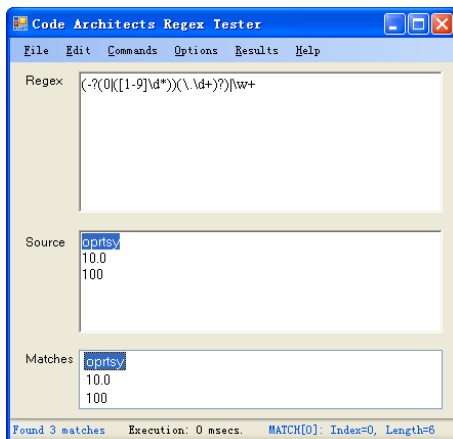 Code Architects Regex Tester
File Edit Commands Options Results Help
Regex (-?(0|([1-9]\d*))(\.\d+)?)|\w+
Source oprtsy
10.0
100
Matches oprtsy
10.0
100
Found 3 matches Execution: 0 msecs. MATCH[0]: Index=0, Length=6